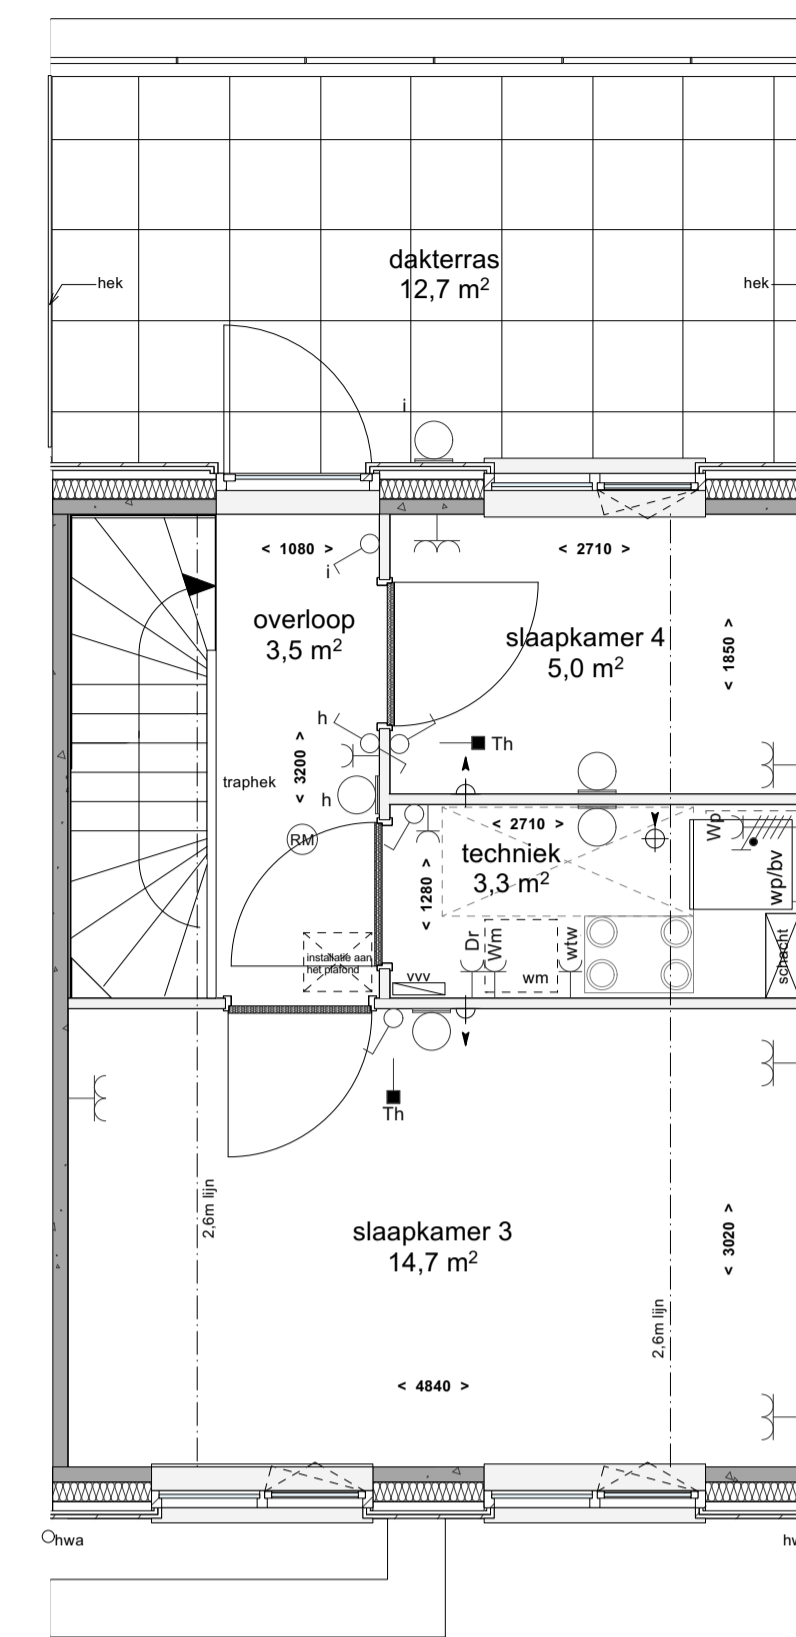 dakterras
12,7 m²
hek
hek
i
< 1080 >
< 2710 >
i
overloop
3,5 m²
slaapkamer 4
5,0 m²
< 1850 >
h
Th
< 3200 >
traphek
h
RM
< 2710 >
techniek
3,3 m²
< 1280 >
Wp
wp/bv
Dr
Wm
wtw
schacht
installatie aan
het plafond
vvv
wm
Th
2,6m lijn
slaapkamer 3
14,7 m²
< 3020 >
2,6m lijn
< 4840 >
hwa
hw